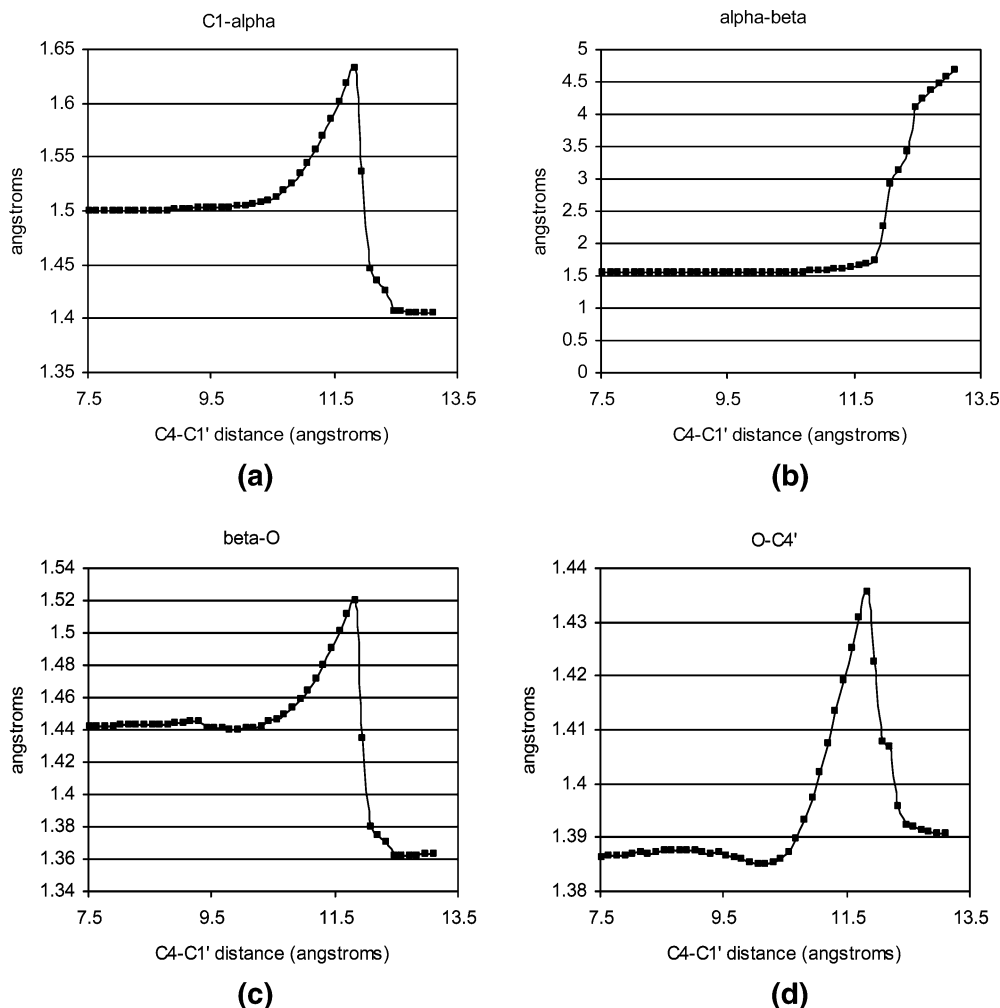 C1-alpha
1.65
1.6
1.55
1.5
1.45
1.4
1.35
angstroms
7.5 9.5 11.5 13.5
C4-C1' distance (angstroms)
(a)
alpha-beta
5
4.5
4
3.5
3
2.5
2
1.5
1
0.5
0
angstroms
7.5 9.5 11.5 13.5
C4-C1' distance (angstroms)
(b)
beta-O
1.54
1.52
1.5
1.48
1.46
1.44
1.42
1.4
1.38
1.36
1.34
angstroms
7.5 9.5 11.5 13.5
C4-C1' distance (angstroms)
(c)
O-C4'
1.44
1.43
1.42
1.41
1.4
1.39
1.38
angstroms
7.5 9.5 11.5 13.5
C4-C1' distance (angstroms)
(d)